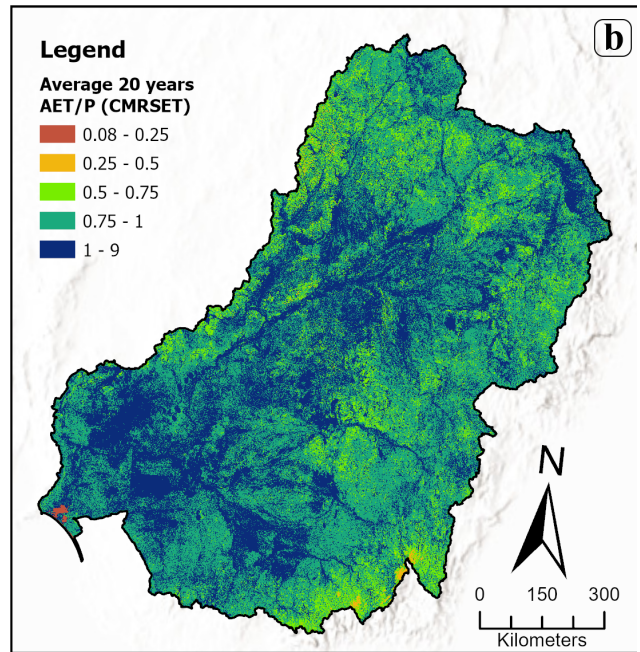 b
Legend
Average 20 years
AET/P (CMRSET)
0.08 - 0.25
0.25 - 0.5
0.5 - 0.75
0.75 - 1
1 - 9
N
0 150 300
Kilometers